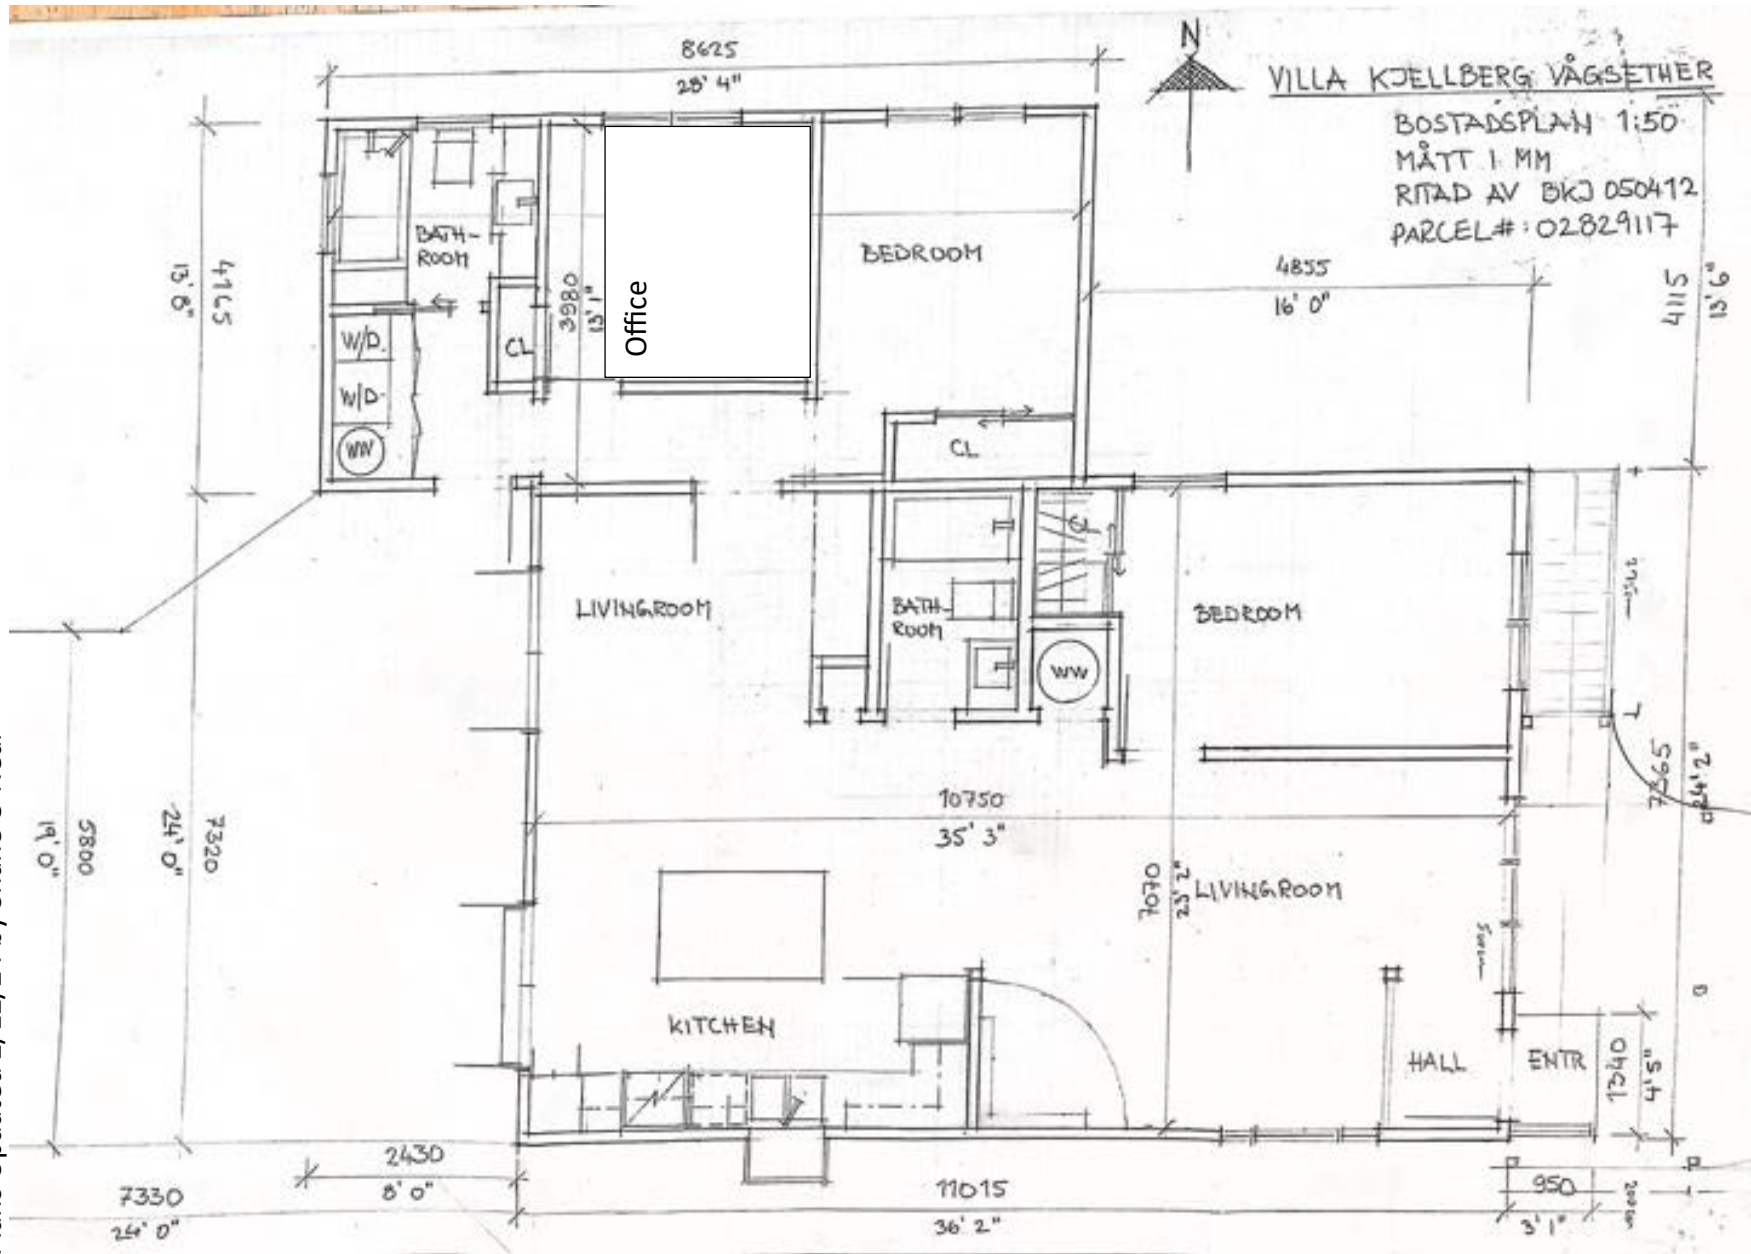 8625
28' 4"
N
VILLA KJELLBERG VÅGSETHER
BOSTADSPLAN 1:50
MÅTT I MM
RITAD AV BKJ 050412
PARCEL#: 02829117
BATH-
ROOM
BEDROOM
4855
16' 0"
4115
13' 6"
4165
13' 8"
3980
13' 1"
Office
CL
W/D
W/D
WW
CL
CL
LIVINGROOM
BATH-
ROOM
BEDROOM
WW
10750
35' 3"
7365
24' 2"
7320
24' 0"
5800
19' 0"
7070
23' 2"
LIVINGROOM
KITCHEN
HALL
ENTR
1340
4' 5"
2430
8' 0"
7330
24' 0"
11015
36' 2"
950
3' 1"
P